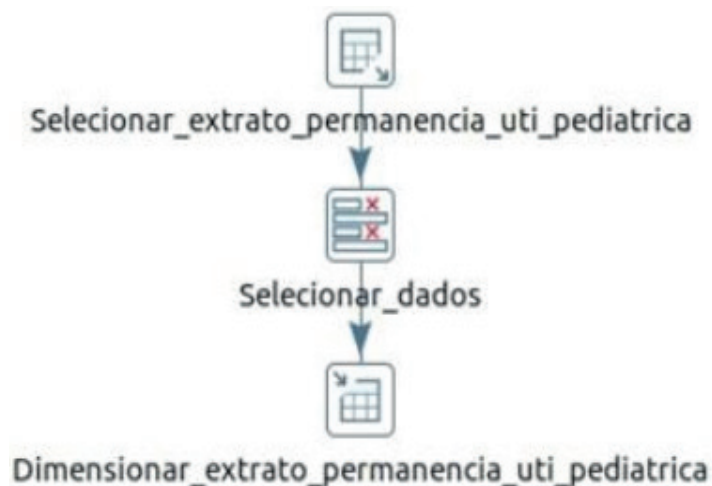 Selecionar_extrato_permanencia_uti_pediatrica
Selecionar_dados
Dimensionar_extrato_permanencia_uti_pediatrica